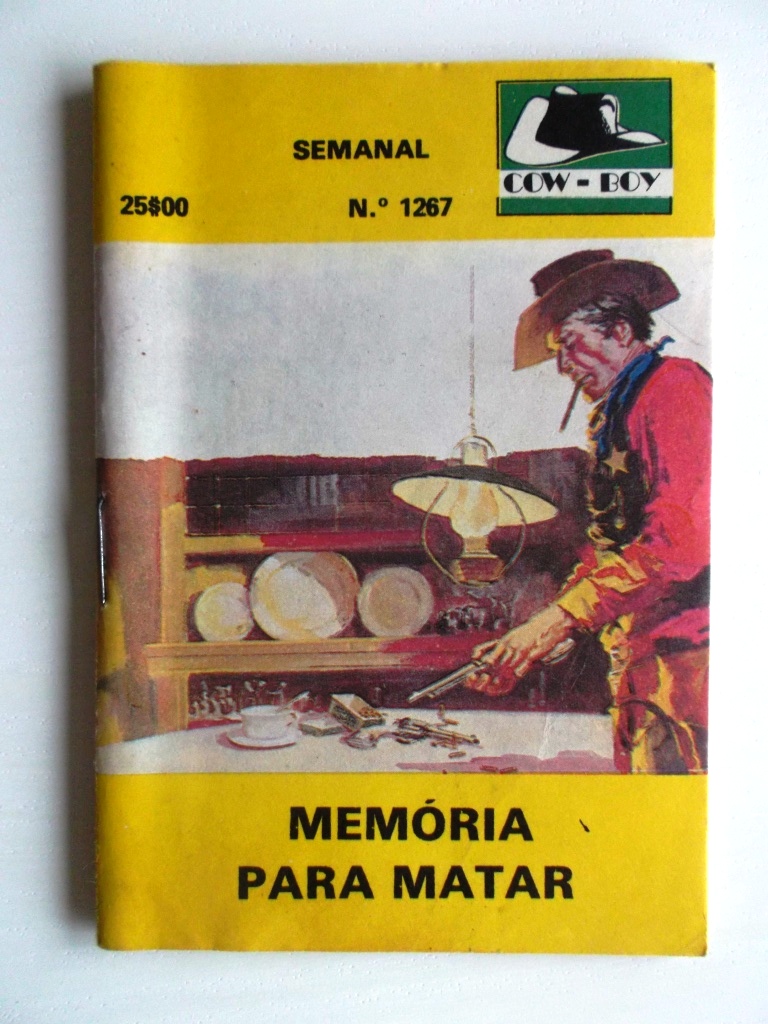 SEMANAL
COW-BOY
25$00
N.º 1267
MEMÓRIA
PARA MATAR